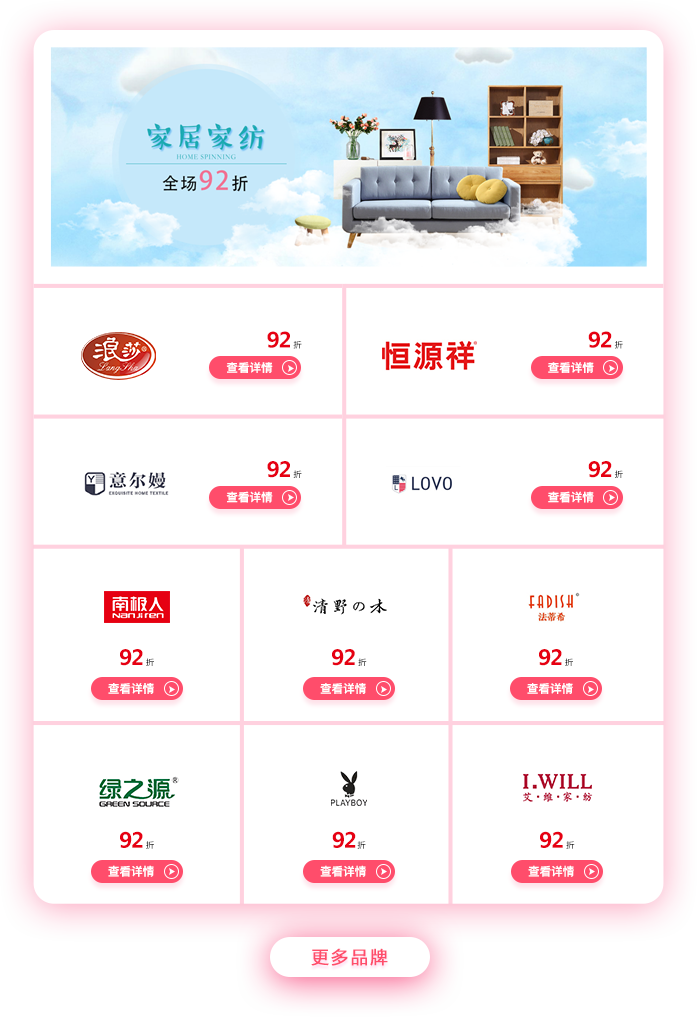 家居家纺
HOME SPINNING
全场92折
浪莎®
LangSha
92折
查看详情
恒源祥®
92折
查看详情
Y 意尔嫚
EXQUISITE HOME TEXTILE
92折
查看详情
L LOVO
92折
查看详情
南极人
Nanjiren
92折
查看详情
清野の木
92折
查看详情
FADISH®
法蒂希
92折
查看详情
绿之源®
GREEN SOURCE
92折
查看详情
PLAYBOY
92折
查看详情
I.WILL
艾·维·家·纺
92折
查看详情
更多品牌